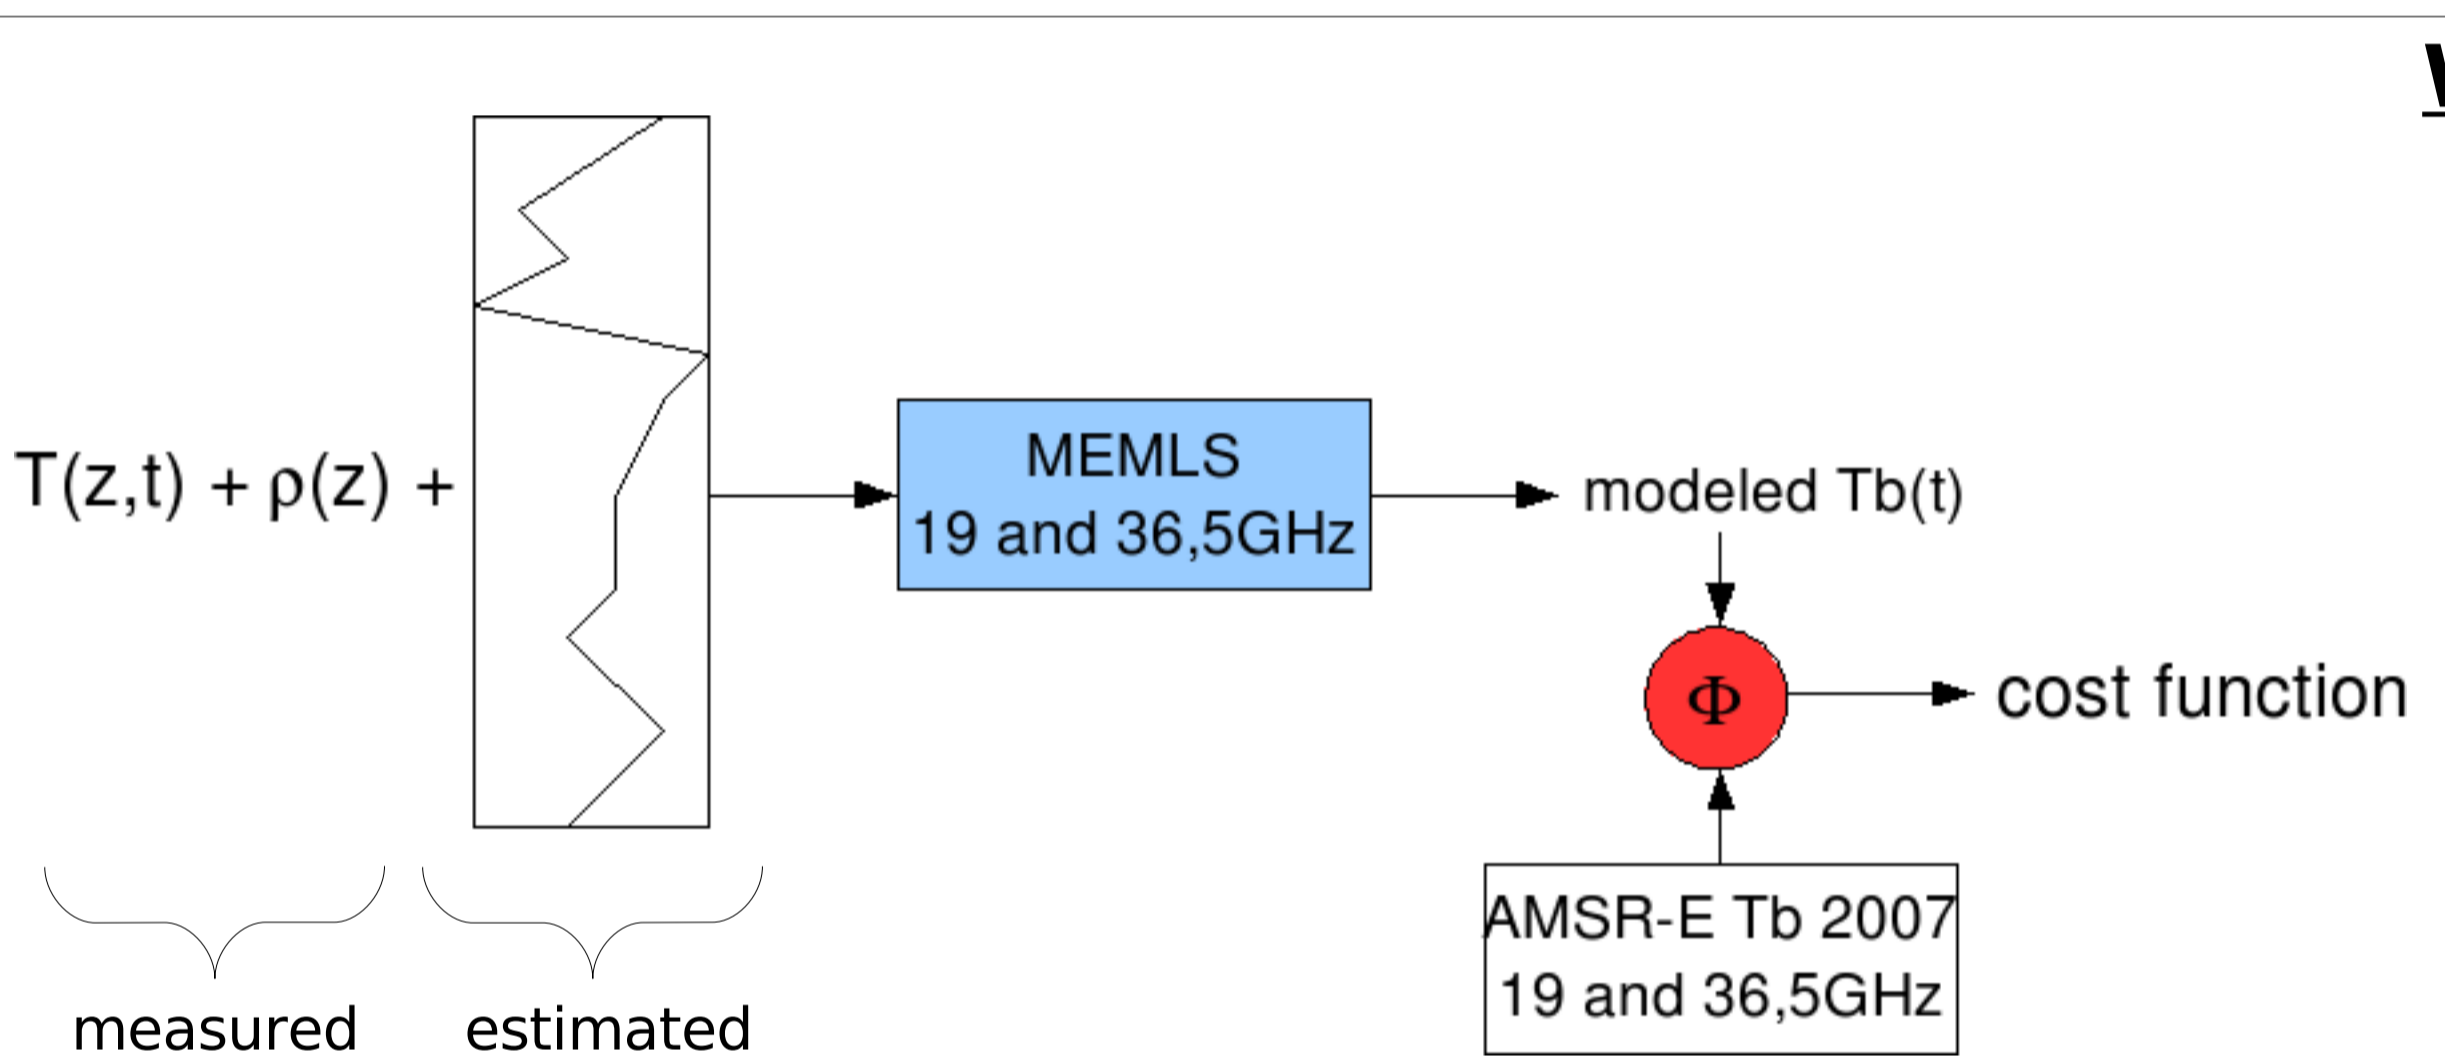 T(z,t) + ρ(z) +
MEMLS
19 and 36,5GHz
modeled Tb(t)
Φ
cost function
AMSR-E Tb 2007
19 and 36,5GHz
measured
estimated